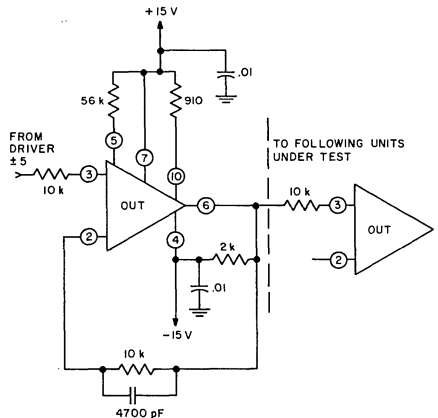 +15 V
.01
56 k
910
FROM
DRIVER
±5
TO FOLLOWING UNITS
UNDER TEST
5
7
10
3
10 k
OUT
6
10 k
3
OUT
2
4
2
2 k
.01
-15 V
10 k
4700 pF